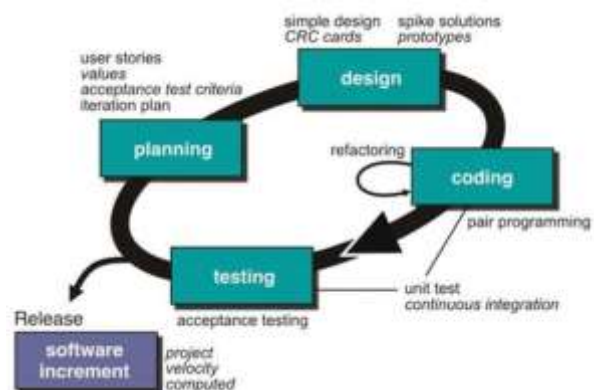 simple design
CRC cards
spike solutions
prototypes
user stories
values
acceptance test criteria
iteration plan
design
planning
refactoring
coding
pair programming
testing
unit test
continuous integration
acceptance testing
Release
software
increment
project
velocity
computed